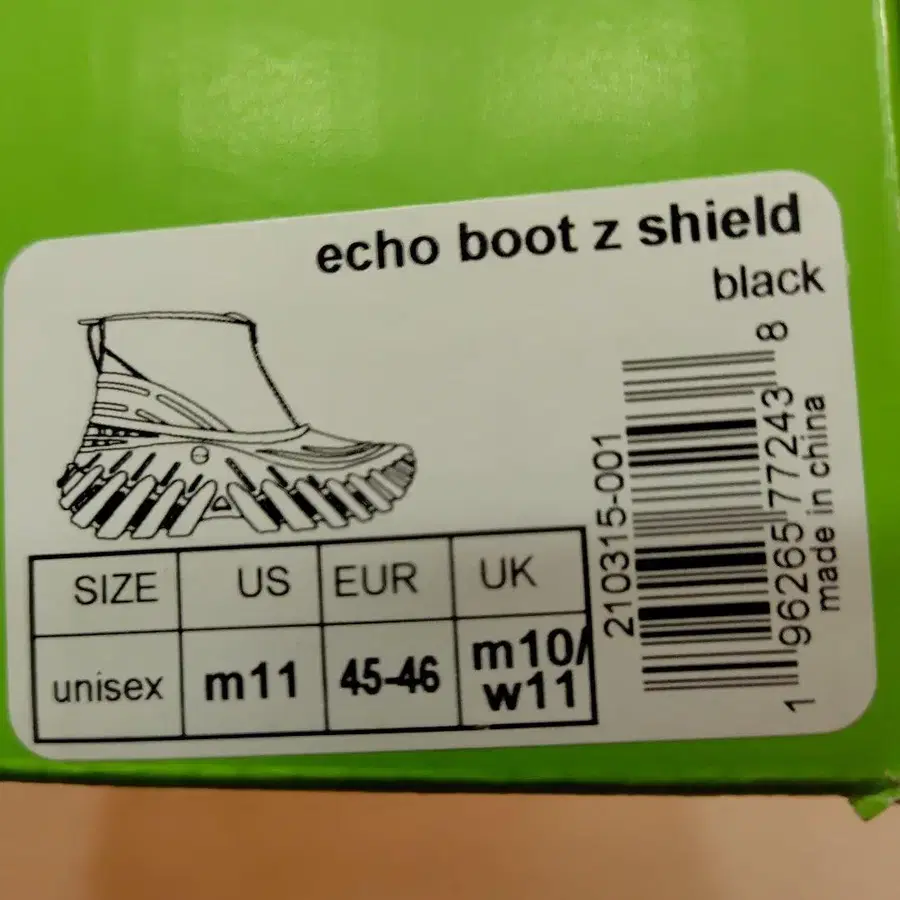 echo boot z shield
black
SIZE US EUR UK
unisex m11 45-46 m10/
w11
210315-001
1 96265 77243 8
made in china